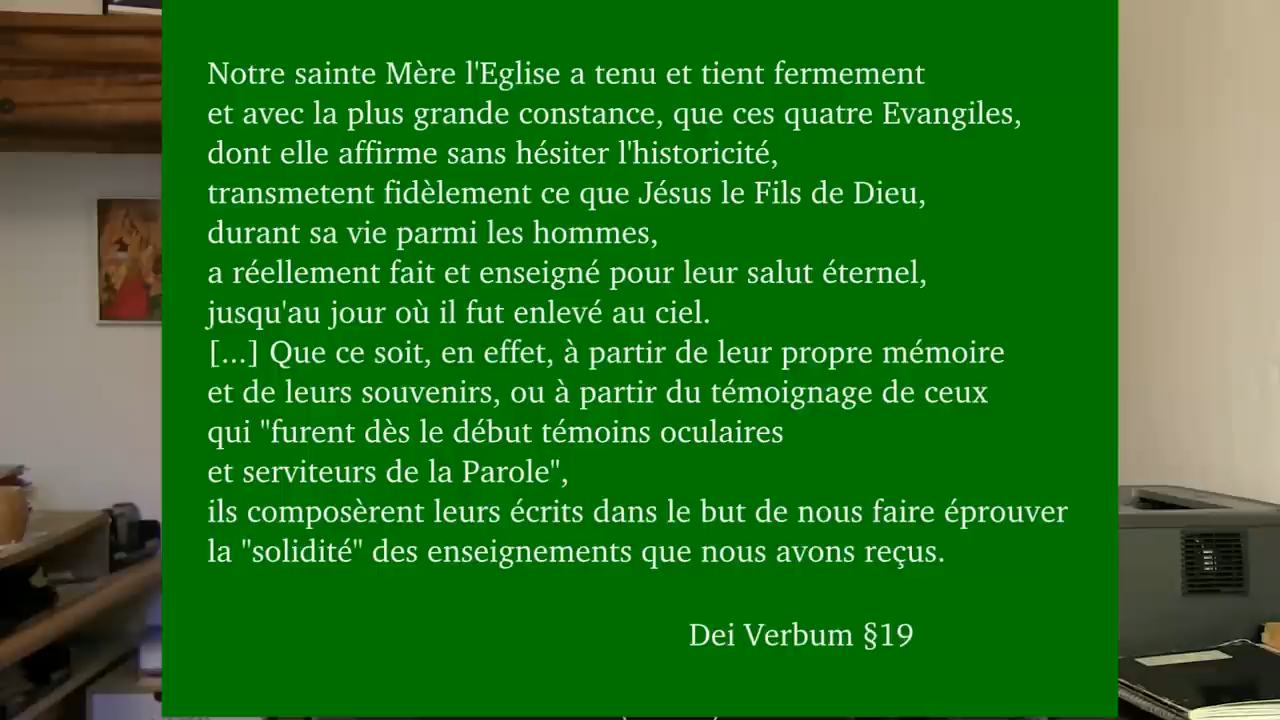 Notre sainte Mère l'Eglise a tenu et tient fermement
et avec la plus grande constance, que ces quatre Evangiles,
dont elle affirme sans hésiter l'historicité,
transmetent fidèlement ce que Jésus le Fils de Dieu,
durant sa vie parmi les hommes,
a réellement fait et enseigné pour leur salut éternel,
jusqu'au jour où il fut enlevé au ciel.
[...] Que ce soit, en effet, à partir de leur propre mémoire
et de leurs souvenirs, ou à partir du témoignage de ceux
qui "furent dès le début témoins oculaires
et serviteurs de la Parole",
ils composèrent leurs écrits dans le but de nous faire éprouver
la "solidité" des enseignements que nous avons reçus.
Dei Verbum §19